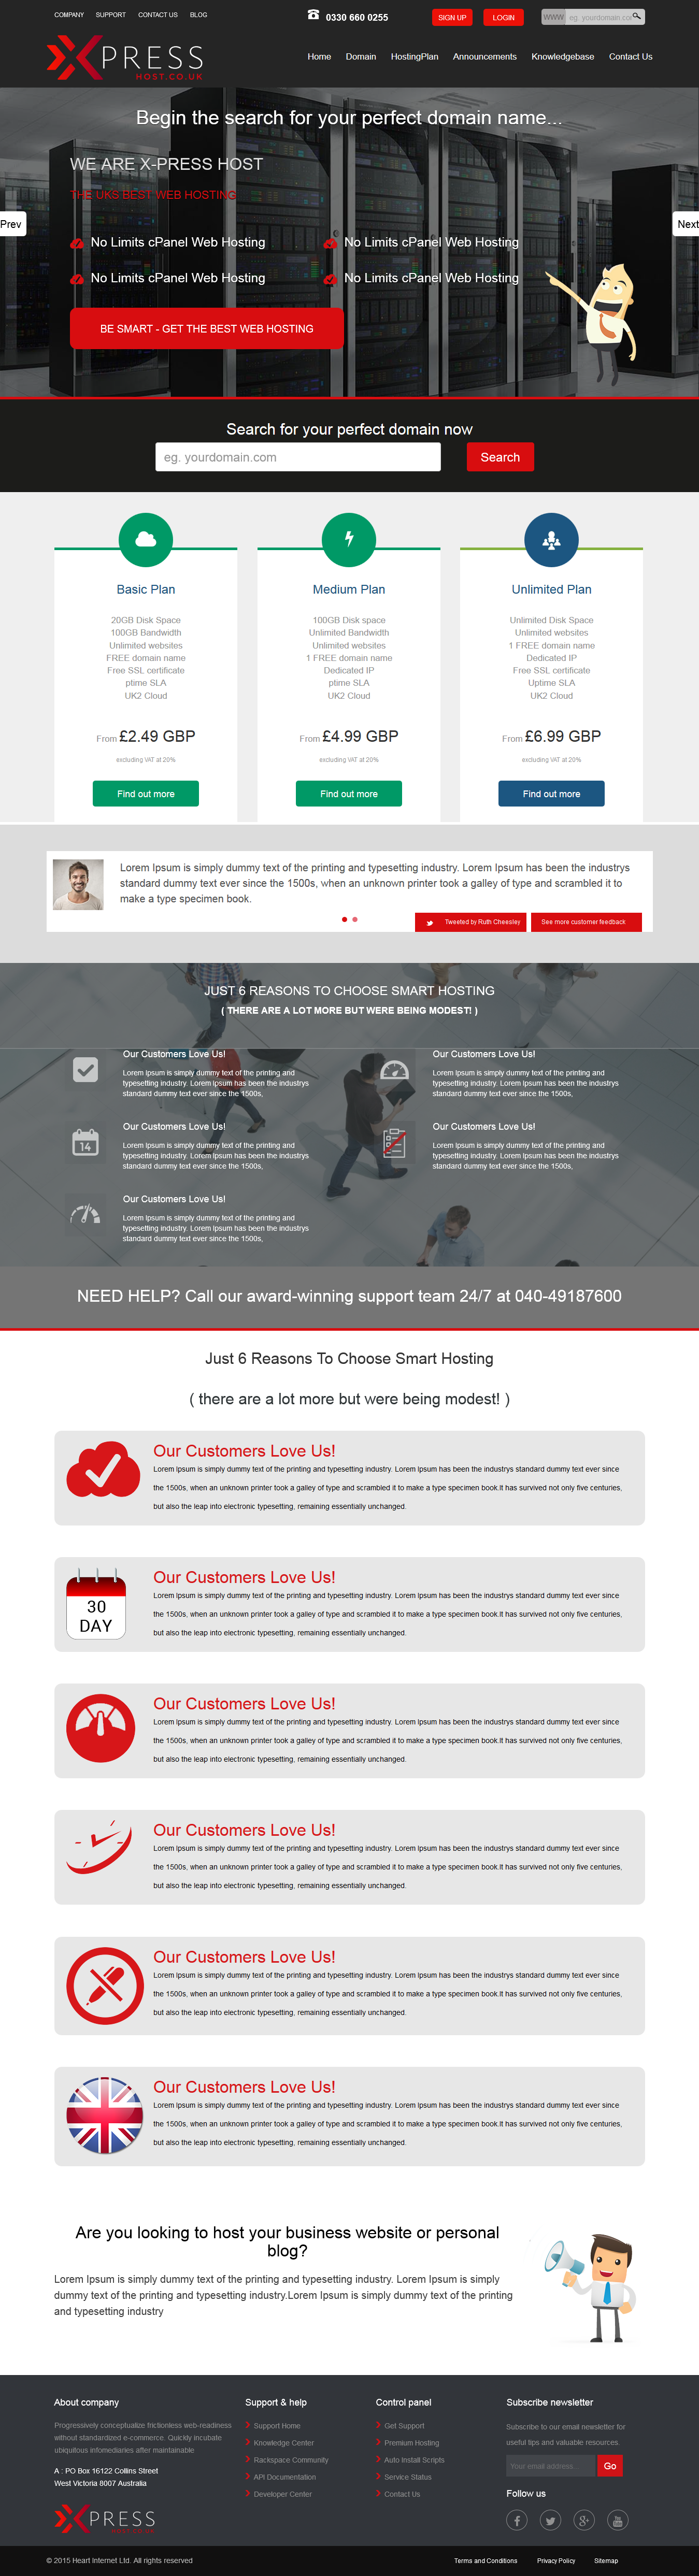 COMPANY SUPPORT CONTACT US BLOG
0330 660 0255
SIGN UP
LOGIN
WWW eg. yourdomain.com
XPRESS
HOST.CO.UK
Home Domain HostingPlan Announcements Knowledgebase Contact Us
Begin the search for your perfect domain name...
WE ARE X-PRESS HOST
THE UKS BEST WEB HOSTING
Prev
Next
No Limits cPanel Web Hosting
No Limits cPanel Web Hosting
No Limits cPanel Web Hosting
No Limits cPanel Web Hosting
BE SMART - GET THE BEST WEB HOSTING
Search for your perfect domain now
eg. yourdomain.com
Search
Basic Plan
20GB Disk Space
100GB Bandwidth
Unlimited websites
FREE domain name
Free SSL certificate
ptime SLA
UK2 Cloud
From £2.49 GBP
excluding VAT at 20%
Find out more
Medium Plan
100GB Disk space
Unlimited Bandwidth
Unlimited websites
1 FREE domain name
Dedicated IP
ptime SLA
UK2 Cloud
From £4.99 GBP
excluding VAT at 20%
Find out more
Unlimited Plan
Unlimited Disk Space
Unlimited websites
1 FREE domain name
Dedicated IP
Free SSL certificate
Uptime SLA
UK2 Cloud
From £6.99 GBP
excluding VAT at 20%
Find out more
Lorem Ipsum is simply dummy text of the printing and typesetting industry. Lorem Ipsum has been the industrys
standard dummy text ever since the 1500s, when an unknown printer took a galley of type and scrambled it to
make a type specimen book.
Tweeted by Ruth Cheesley
See more customer feedback
JUST 6 REASONS TO CHOOSE SMART HOSTING
( THERE ARE A LOT MORE BUT WERE BEING MODEST! )
Our Customers Love Us!
Lorem Ipsum is simply dummy text of the printing and
typesetting industry. Lorem Ipsum has been the industrys
standard dummy text ever since the 1500s,
Our Customers Love Us!
Lorem Ipsum is simply dummy text of the printing and
typesetting industry. Lorem Ipsum has been the industrys
standard dummy text ever since the 1500s,
14
Our Customers Love Us!
Lorem Ipsum is simply dummy text of the printing and
typesetting industry. Lorem Ipsum has been the industrys
standard dummy text ever since the 1500s,
Our Customers Love Us!
Lorem Ipsum is simply dummy text of the printing and
typesetting industry. Lorem Ipsum has been the industrys
standard dummy text ever since the 1500s,
Our Customers Love Us!
Lorem Ipsum is simply dummy text of the printing and
typesetting industry. Lorem Ipsum has been the industrys
standard dummy text ever since the 1500s,
NEED HELP? Call our award-winning support team 24/7 at 040-49187600
Just 6 Reasons To Choose Smart Hosting
( there are a lot more but were being modest! )
Our Customers Love Us!
Lorem Ipsum is simply dummy text of the printing and typesetting industry. Lorem Ipsum has been the industrys standard dummy text ever since
the 1500s, when an unknown printer took a galley of type and scrambled it to make a type specimen book.It has survived not only five centuries,
but also the leap into electronic typesetting, remaining essentially unchanged.
30
DAY
Our Customers Love Us!
Lorem Ipsum is simply dummy text of the printing and typesetting industry. Lorem Ipsum has been the industrys standard dummy text ever since
the 1500s, when an unknown printer took a galley of type and scrambled it to make a type specimen book.It has survived not only five centuries,
but also the leap into electronic typesetting, remaining essentially unchanged.
Our Customers Love Us!
Lorem Ipsum is simply dummy text of the printing and typesetting industry. Lorem Ipsum has been the industrys standard dummy text ever since
the 1500s, when an unknown printer took a galley of type and scrambled it to make a type specimen book.It has survived not only five centuries,
but also the leap into electronic typesetting, remaining essentially unchanged.
Our Customers Love Us!
Lorem Ipsum is simply dummy text of the printing and typesetting industry. Lorem Ipsum has been the industrys standard dummy text ever since
the 1500s, when an unknown printer took a galley of type and scrambled it to make a type specimen book.It has survived not only five centuries,
but also the leap into electronic typesetting, remaining essentially unchanged.
Our Customers Love Us!
Lorem Ipsum is simply dummy text of the printing and typesetting industry. Lorem Ipsum has been the industrys standard dummy text ever since
the 1500s, when an unknown printer took a galley of type and scrambled it to make a type specimen book.It has survived not only five centuries,
but also the leap into electronic typesetting, remaining essentially unchanged.
Our Customers Love Us!
Lorem Ipsum is simply dummy text of the printing and typesetting industry. Lorem Ipsum has been the industrys standard dummy text ever since
the 1500s, when an unknown printer took a galley of type and scrambled it to make a type specimen book.It has survived not only five centuries,
but also the leap into electronic typesetting, remaining essentially unchanged.
Are you looking to host your business website or personal
blog?
Lorem Ipsum is simply dummy text of the printing and typesetting industry. Lorem Ipsum is simply
dummy text of the printing and typesetting industry.Lorem Ipsum is simply dummy text of the printing
and typesetting industry
About company
Progressively conceptualize frictionless web-readiness
without standardized e-commerce. Quickly incubate
ubiquitous infomediaries after maintainable
A : PO Box 16122 Collins Street
West Victoria 8007 Australia
XPRESS
HOST.CO.UK
Support & help
Support Home
Knowledge Center
Rackspace Community
API Documentation
Developer Center
Control panel
Get Support
Premium Hosting
Auto Install Scripts
Service Status
Contact Us
Subscribe newsletter
Subscribe to our email newsletter for
useful tips and valuable resources.
Your email address...
Go
Follow us
© 2015 Heart Internet Ltd. All rights reserved
Terms and Conditions Privacy Policy Sitemap